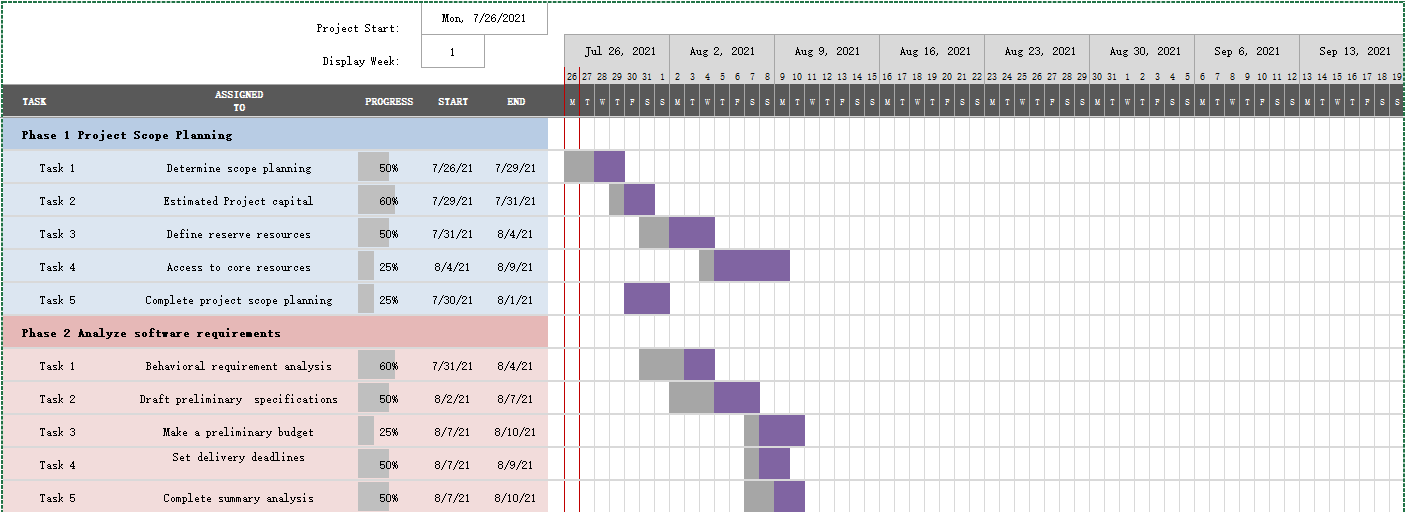 Project Start: Mon, 7/26/2021
Display Week: 1
Jul 26, 2021 Aug 2, 2021 Aug 9, 2021 Aug 16, 2021 Aug 23, 2021 Aug 30, 2021 Sep 6, 2021 Sep 13, 2021
26 27 28 29 30 31 1 2 3 4 5 6 7 8 9 10 11 12 13 14 15 16 17 18 19 20 21 22 23 24 25 26 27 28 29 30 31 1 2 3 4 5 6 7 8 9 10 11 12 13 14 15 16 17 18 19
TASK ASSIGNED TO PROGRESS START END M T W T F S S M T W T F S S M T W T F S S M T W T F S S M T W T F S S M T W T F S S M T W T F S S M T W T F S S
Phase 1 Project Scope Planning
Task 1 Determine scope planning 50% 7/26/21 7/29/21
Task 2 Estimated Project capital 60% 7/29/21 7/31/21
Task 3 Define reserve resources 50% 7/31/21 8/4/21
Task 4 Access to core resources 25% 8/4/21 8/9/21
Task 5 Complete project scope planning 25% 7/30/21 8/1/21
Phase 2 Analyze software requirements
Task 1 Behavioral requirement analysis 60% 7/31/21 8/4/21
Task 2 Draft preliminary specifications 50% 8/2/21 8/7/21
Task 3 Make a preliminary budget 25% 8/7/21 8/10/21
Task 4 Set delivery deadlines 50% 8/7/21 8/9/21
Task 5 Complete summary analysis 50% 8/7/21 8/10/21